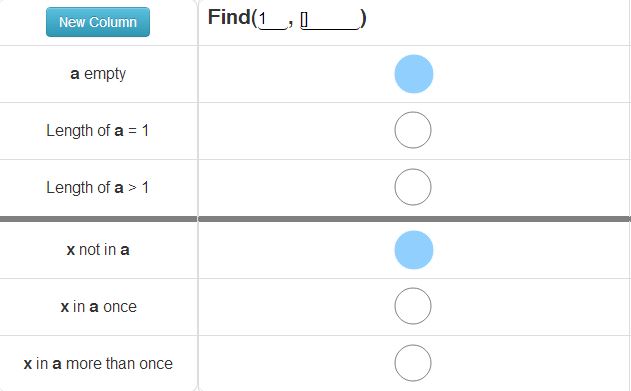 New Column
Find(1, [])
a empty
Length of a = 1
Length of a > 1
x not in a
x in a once
x in a more than once